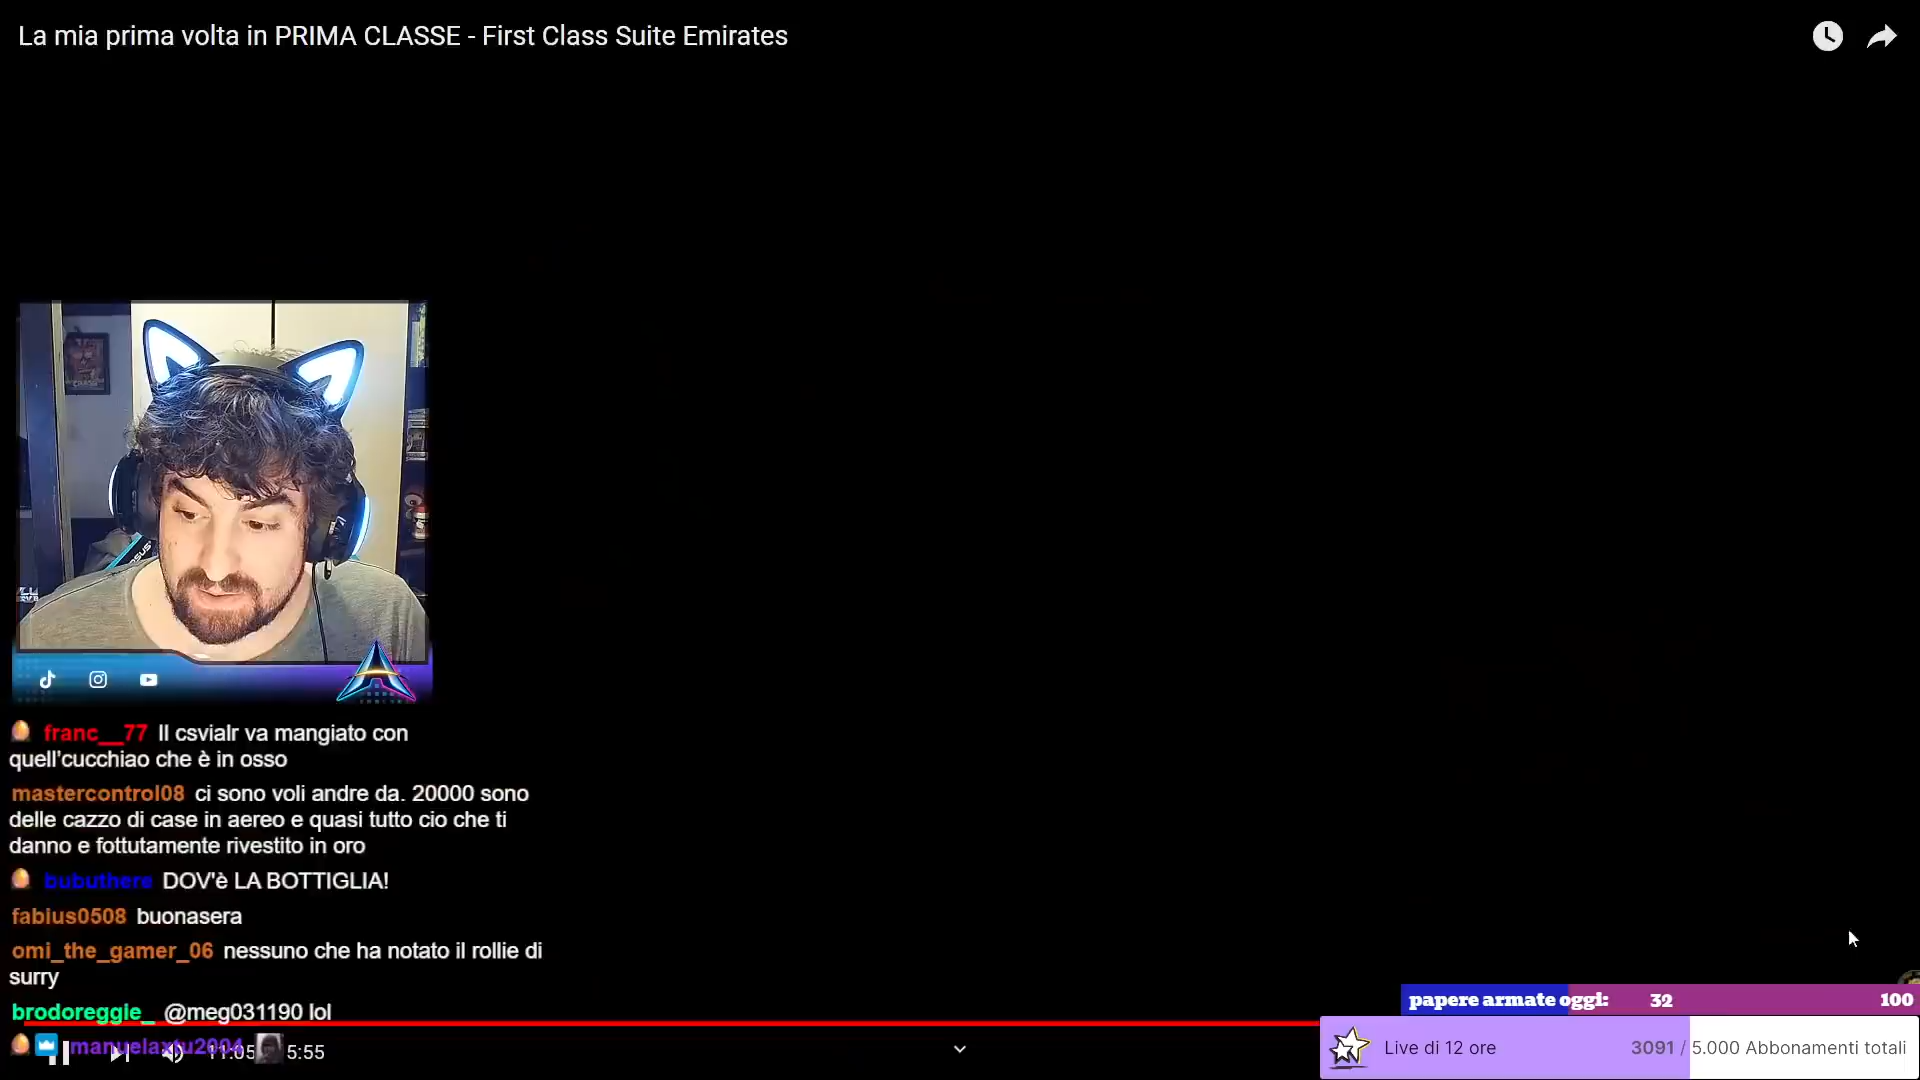 La mia prima volta in PRIMA CLASSE - First Class Suite Emirates
franc__77 Il csvialr va mangiato con
quell'cucchiao che è in osso
mastercontrol08 ci sono voli andre da. 20000 sono
delle cazzo di case in aereo e quasi tutto cio che ti
danno e fottutamente rivestito in oro
bubuthere DOV'è LA BOTTIGLIA!
fabius0508 buonasera
omi_the_gamer_06 nessuno che ha notato il rollie di
surry
brodoreggie_ @meg031190 lol
manuelaxtu2004
11:05
5:55
papere armate oggi: 32 100
Live di 12 ore 3091 / 5.000 Abbonamenti totali